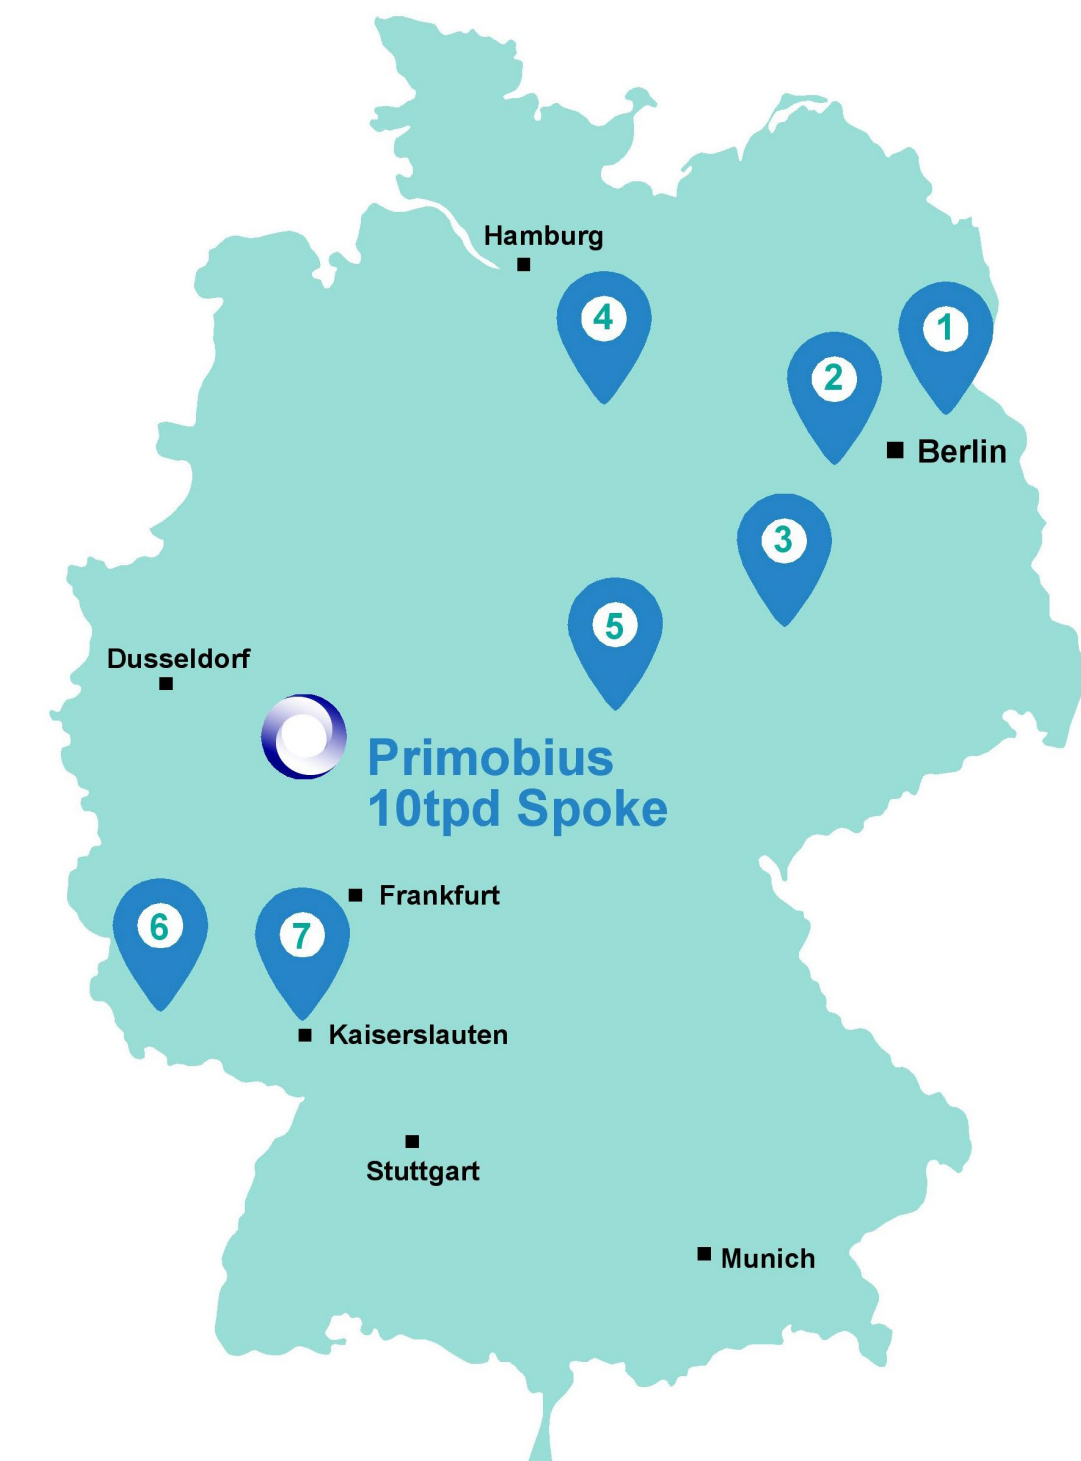 Hamburg
4
1
2
Berlin
3
5
Dusseldorf
Primobius
10tpd Spoke
Frankfurt
6
7
Kaiserslauten
Stuttgart
Munich